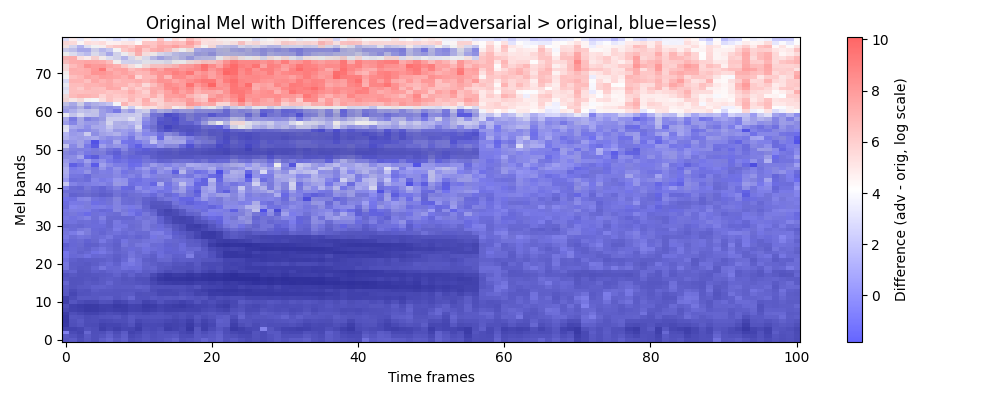 Original Mel with Differences (red=adversarial > original, blue=less)
70
60
50
40
30
20
10
0
Mel bands
0 20 40 60 80 100
Time frames
10
8
6
4
2
0
Difference (adv - orig, log scale)